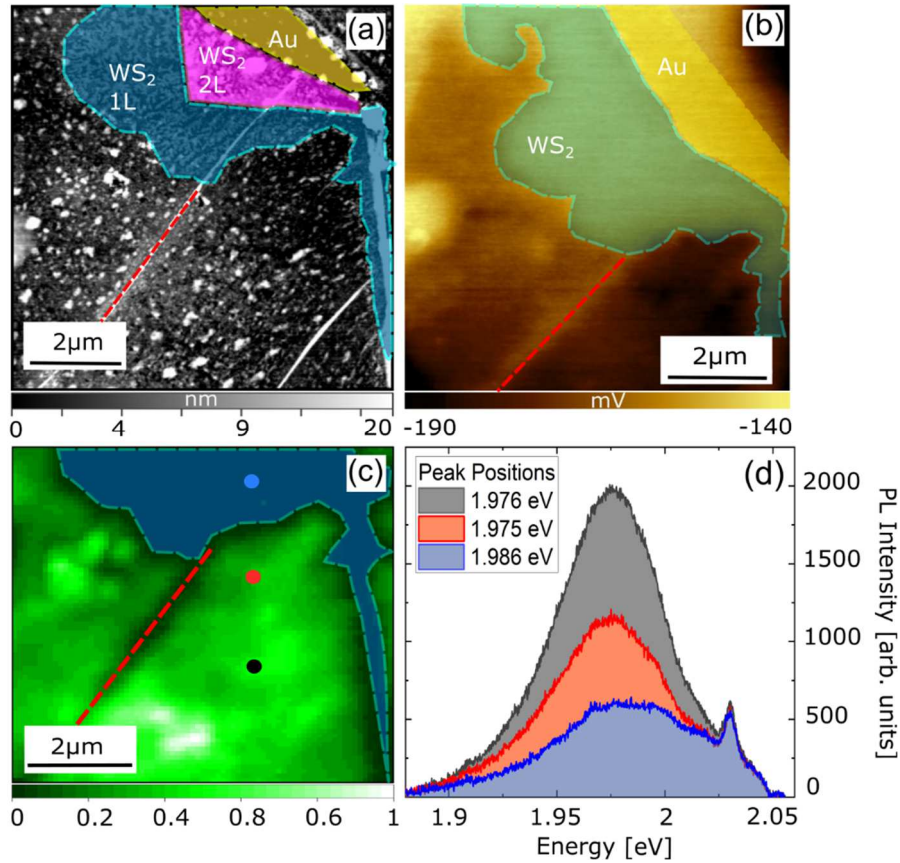 (a)
Au
WS₂
2L
WS₂
1L
2µm
nm
0 4 9 20
(b)
Au
WS₂
2µm
mV
-190 -140
(c)
2µm
0 0.2 0.4 0.8 0.6 1
(d)
Peak Positions
1.976 eV
1.975 eV
1.986 eV
2000
1500
1000
500
0
PL Intensity [arb. units]
1.9 1.95 2 2.05
Energy [eV]